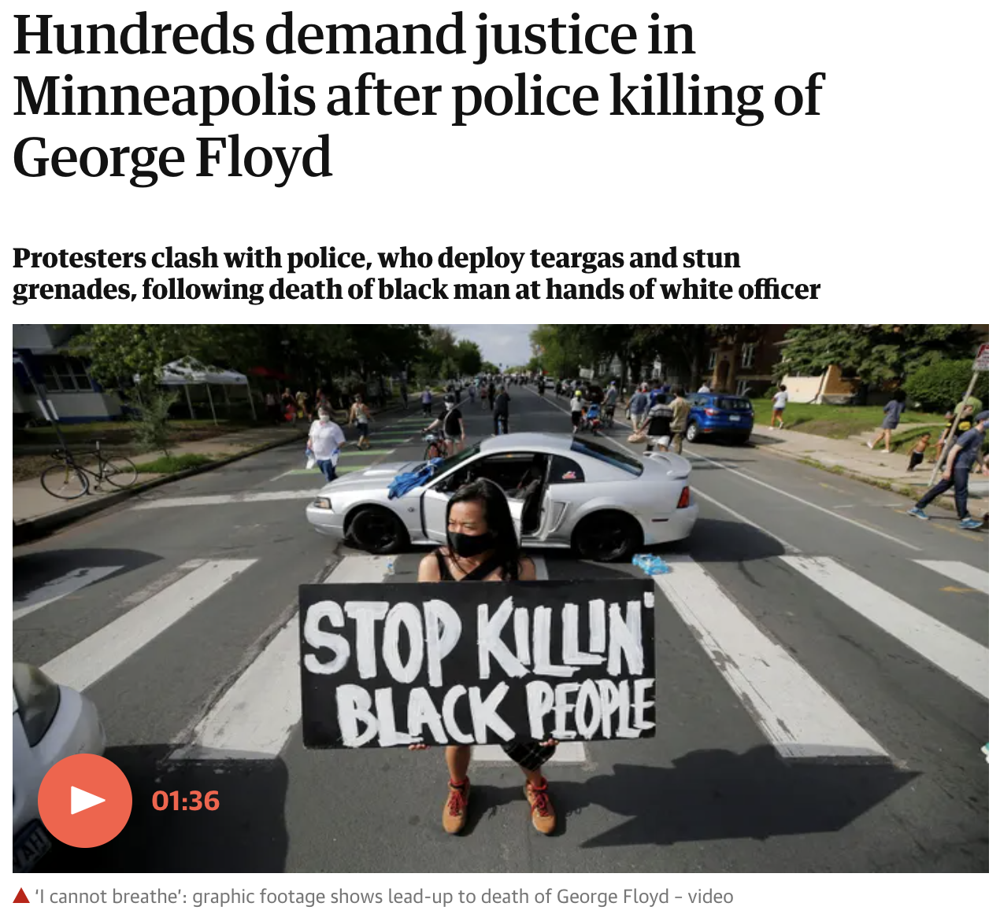 Hundreds demand justice in
Minneapolis after police killing of
George Floyd
Protesters clash with police, who deploy teargas and stun
grenades, following death of black man at hands of white officer
STOP KILLIN'
BLACK PEOPLE
01:36
‘I cannot breathe’: graphic footage shows lead-up to death of George Floyd – video